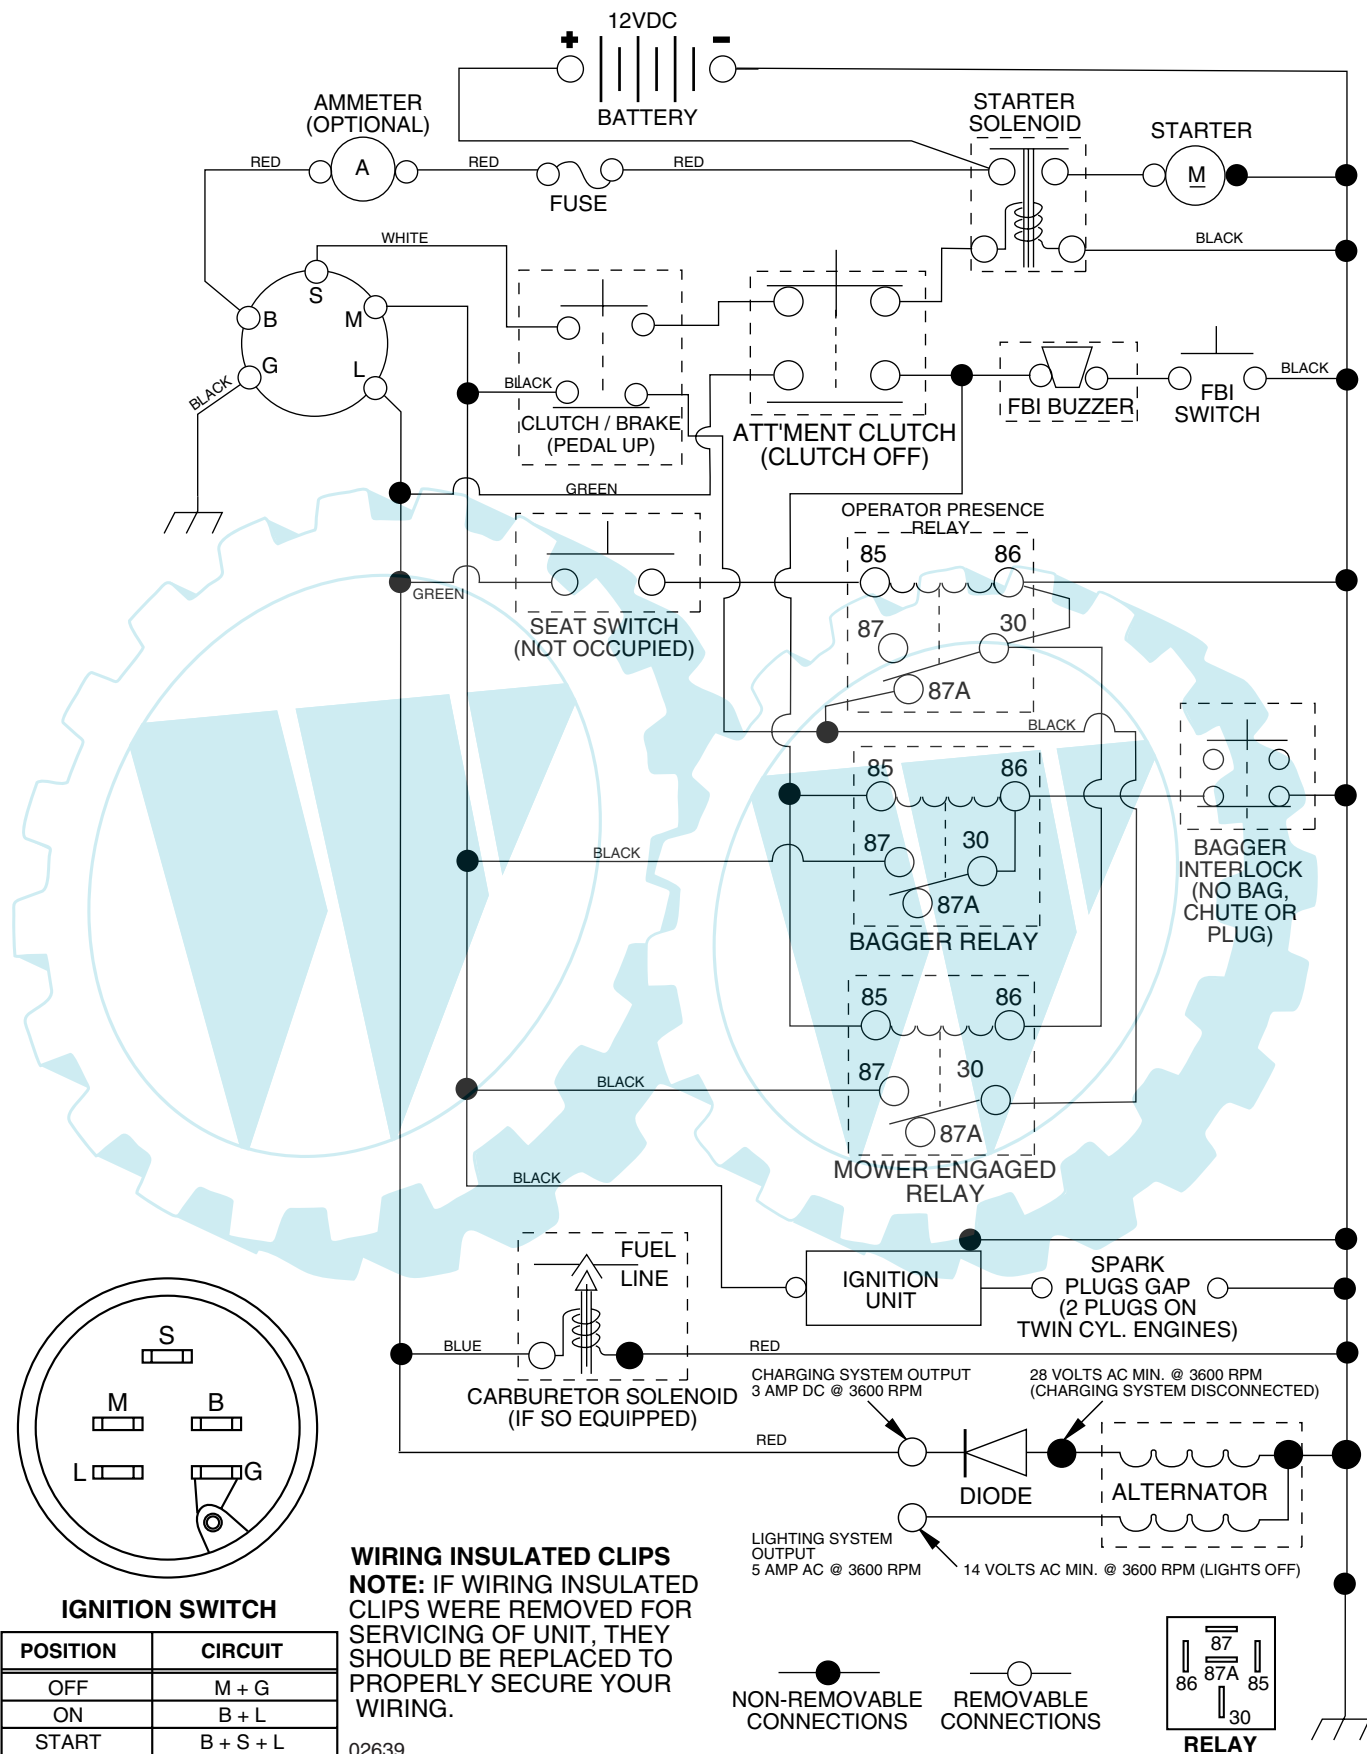 12VDC
+
-
BATTERY
AMMETER
(OPTIONAL)
STARTER
SOLENOID
STARTER
RED
A
RED
FUSE
RED
M
WHITE
BLACK
S
B
M
G
L
BLACK
BLACK
CLUTCH / BRAKE
(PEDAL UP)
ATT'MENT CLUTCH
(CLUTCH OFF)
FBI BUZZER
FBI
SWITCH
BLACK
GREEN
OPERATOR PRESENCE
RELAY
85
86
GREEN
SEAT SWITCH
(NOT OCCUPIED)
87
30
87A
BLACK
85
86
BLACK
87
30
87A
BAGGER RELAY
BAGGER
INTERLOCK
(NO BAG,
CHUTE OR
PLUG)
85
86
BLACK
87
30
87A
MOWER ENGAGED
RELAY
BLACK
FUEL
LINE
IGNITION
UNIT
SPARK
PLUGS GAP
(2 PLUGS ON
TWIN CYL. ENGINES)
BLUE
RED
CARBURETOR SOLENOID
(IF SO EQUIPPED)
CHARGING SYSTEM OUTPUT
3 AMP DC @ 3600 RPM
28 VOLTS AC MIN. @ 3600 RPM
(CHARGING SYSTEM DISCONNECTED)
RED
DIODE
ALTERNATOR
LIGHTING SYSTEM
OUTPUT
5 AMP AC @ 3600 RPM
14 VOLTS AC MIN. @ 3600 RPM (LIGHTS OFF)
S
M
B
L
G
IGNITION SWITCH
POSITION CIRCUIT
OFF M + G
ON B + L
START B + S + L
WIRING INSULATED CLIPS
NOTE: IF WIRING INSULATED
CLIPS WERE REMOVED FOR
SERVICING OF UNIT, THEY
SHOULD BE REPLACED TO
PROPERLY SECURE YOUR
WIRING.
02639
NON-REMOVABLE
CONNECTIONS
REMOVABLE
CONNECTIONS
87
87A
86
85
30
RELAY